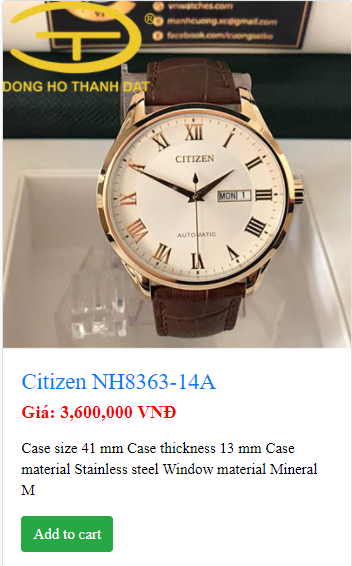 ® vnwatches.com
manhcuong.xc@gmail.com
facebook.com/cuongseiko
DONG HO THANH DAT
XII
CITIZEN
MON 1
AUTOMATIC
Citizen NH8363-14A
Giá: 3,600,000 VNĐ
Case size 41 mm Case thickness 13 mm Case
material Stainless steel Window material Mineral
M
Add to cart